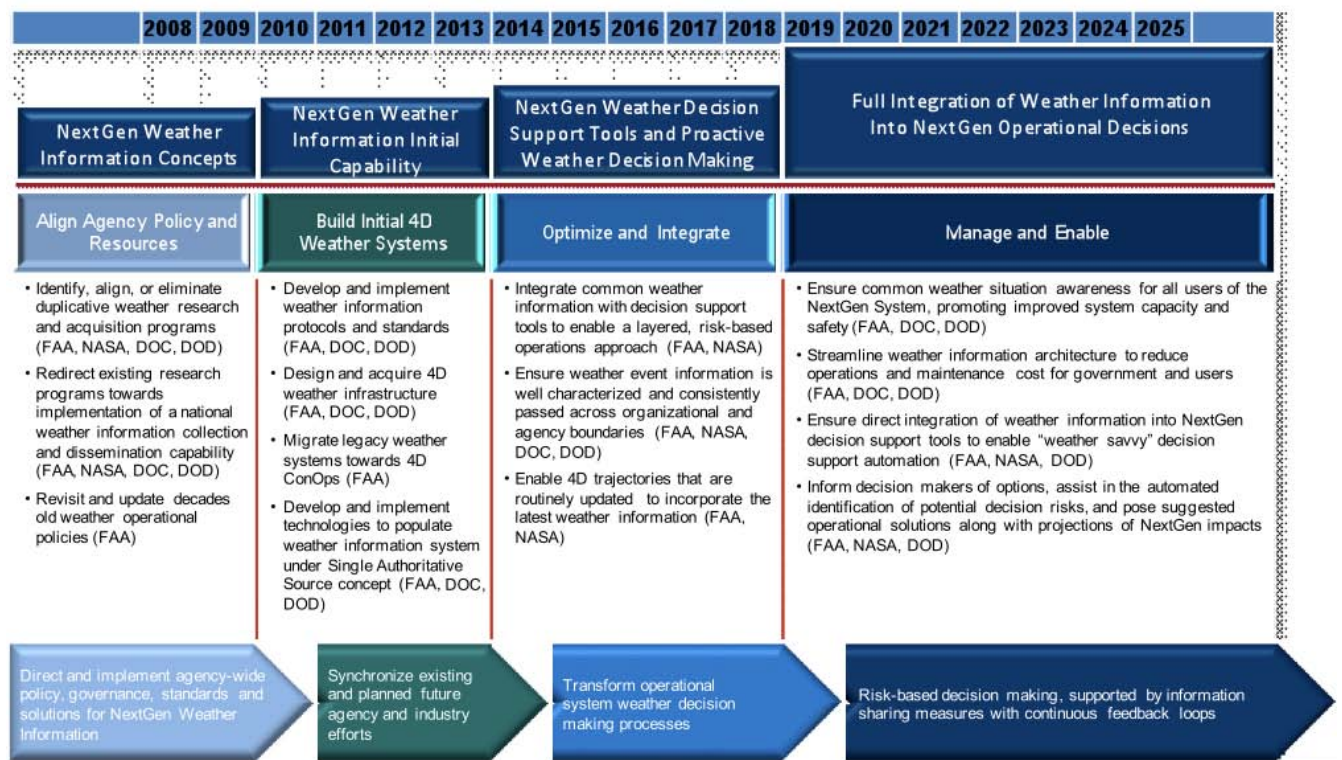 2008 2009 2010 2011 2012 2013 2014 2015 2016 2017 2018 2019 2020 2021 2022 2023 2024 2025
NextGen Weather
Information Concepts
NextGen Weather
Information Initial
Capability
NextGen Weather Decision
Support Tools and Proactive
Weather Decision Making
Full Integration of Weather Information
Into NextGen Operational Decisions
Align Agency Policy and
Resources
Build Initial 4D
Weather Systems
Optimize and Integrate
Manage and Enable
• Identify, align, or eliminate
duplicative weather research
and acquisition programs
(FAA, NASA, DOC, DOD)
• Redirect existing research
programs towards
implementation of a national
weather information collection
and dissemination capability
(FAA, NASA, DOC, DOD)
• Revisit and update decades
old weather operational
policies (FAA)
• Develop and implement
weather information
protocols and standards
(FAA, DOC, DOD)
• Design and acquire 4D
weather infrastructure
(FAA, DOC, DOD)
• Migrate legacy weather
systems towards 4D
ConOps (FAA)
• Develop and implement
technologies to populate
weather information system
under Single Authoritative
Source concept (FAA, DOC,
DOD)
• Integrate common weather
information with decision support
tools to enable a layered, risk-based
operations approach (FAA, NASA)
• Ensure weather event information is
well characterized and consistently
passed across organizational and
agency boundaries (FAA, NASA,
DOC, DOD)
• Enable 4D trajectories that are
routinely updated to incorporate the
latest weather information (FAA,
NASA)
• Ensure common weather situation awareness for all users of the
NextGen System, promoting improved system capacity and
safety (FAA, DOC, DOD)
• Streamline weather information architecture to reduce
operations and maintenance cost for government and users
(FAA, DOC, DOD)
• Ensure direct integration of weather information into NextGen
decision support tools to enable “weather savvy” decision
support automation (FAA, NASA, DOD)
• Inform decision makers of options, assist in the automated
identification of potential decision risks, and pose suggested
operational solutions along with projections of NextGen impacts
(FAA, NASA, DOD)
Direct and implement agency-wide
policy, governance, standards and
solutions for NextGen Weather
Information
Synchronize existing
and planned future
agency and industry
efforts
Transform operational
system weather decision
making processes
Risk-based decision making, supported by information
sharing measures with continuous feedback loops